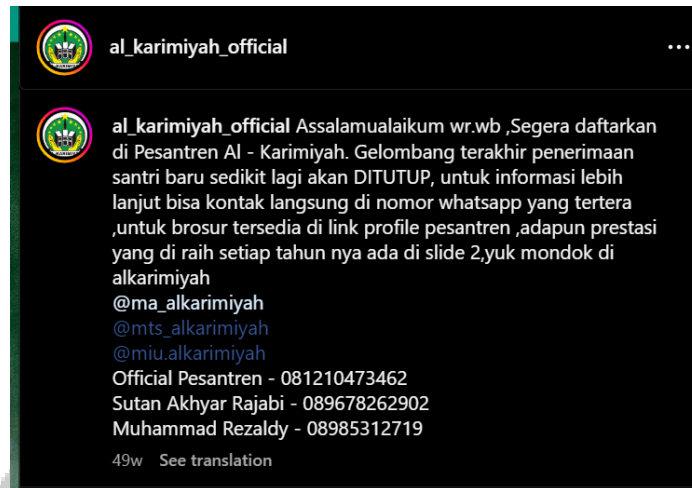 al_karimiyah_official
al_karimiyah_official Assalamualaikum wr.wb ,Segera daftarkan
di Pesantren Al - Karimiyah. Gelombang terakhir penerimaan
santri baru sedikit lagi akan DITUTUP, untuk informasi lebih
lanjut bisa kontak langsung di nomor whatsapp yang tertera
,untuk brosur tersedia di link profile pesantren ,adapun prestasi
yang di raih setiap tahun nya ada di slide 2,yuk mondok di
alkarimiyah
@ma_alkarimiyah
@mts_alkarimiyah
@miu.alkarimiyah
Official Pesantren - 081210473462
Sutan Akhyar Rajabi - 089678262902
Muhammad Rezaldy - 08985312719
49w See translation